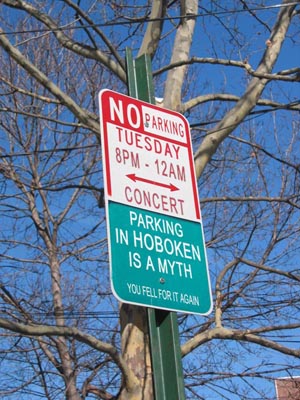 NO PARKING
TUESDAY
8PM - 12AM
CONCERT
PARKING
IN HOBOKEN
IS A MYTH
YOU FELL FOR IT AGAIN